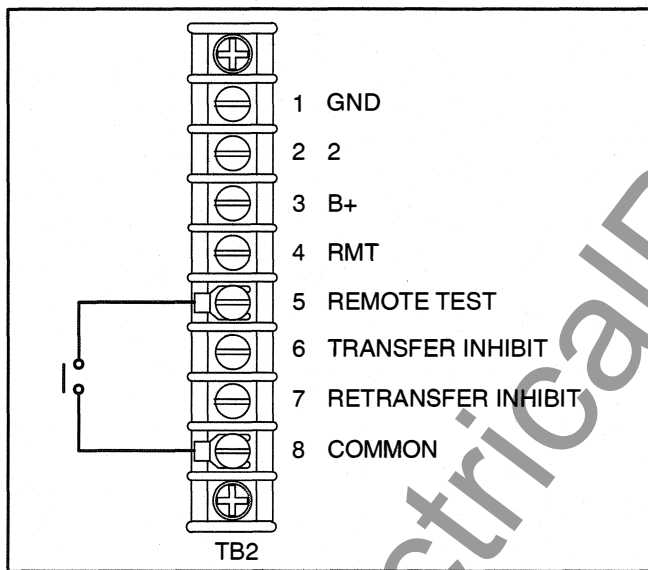 1 GND
2 2
3 B+
4 RMT
5 REMOTE TEST
6 TRANSFER INHIBIT
7 RETRANSFER INHIBIT
8 COMMON
TB2